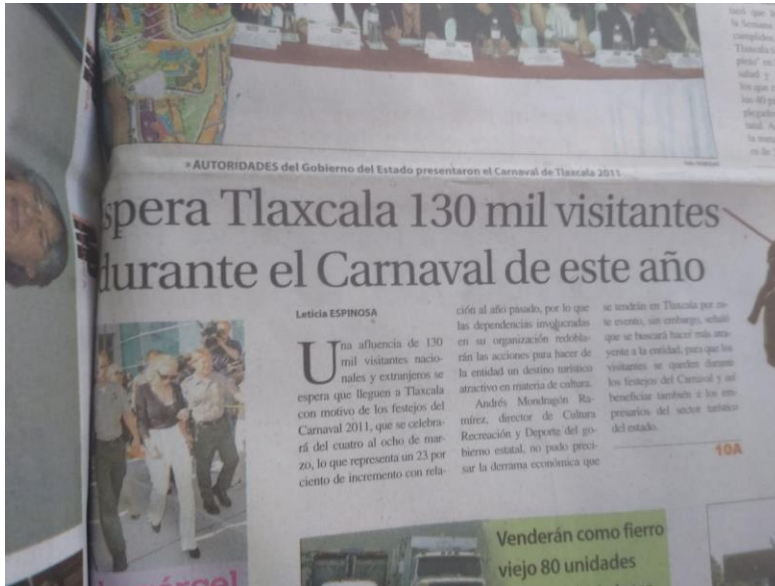 »AUTORIDADES del Gobierno del Estado presentaron el Carnaval de Tlaxcala 2011
spera Tlaxcala 130 mil visitantes
durante el Carnaval de este año
Leticia ESPINOSA
Una afluencia de 130
mil visitantes nacio-
nales y extranjeros se
espera que lleguen a Tlaxcala
con motivo de los festejos del
Carnaval 2011, que se celebra-
rá del cuatro al ocho de mar-
zo, lo que representa un 23 por
ciento de incremento con rela-
ción al año pasado, por lo que
las dependencias involucradas
en su organización redobla-
rán las acciones para hacer de
la entidad un destino turístico
atractivo en materia de cultura.
Andrés Mondragón Ra-
mírez, director de Cultura
Recreación y Deporte del go-
bierno estatal, no pudo preci-
sar la derrama económica que
se tendrán en Tlaxcala por es-
te evento, sin embargo, señaló
que se buscará hacer más atra-
yente a la entidad, para que los
visitantes se queden durante
los festejos del Carnaval y así
beneficiar también a los em-
presarios del sector turístico
del estado.
10A
Venderán como fierro
viejo 80 unidades
la Semana
cumplidos
Tlaxcala
salud y
los que